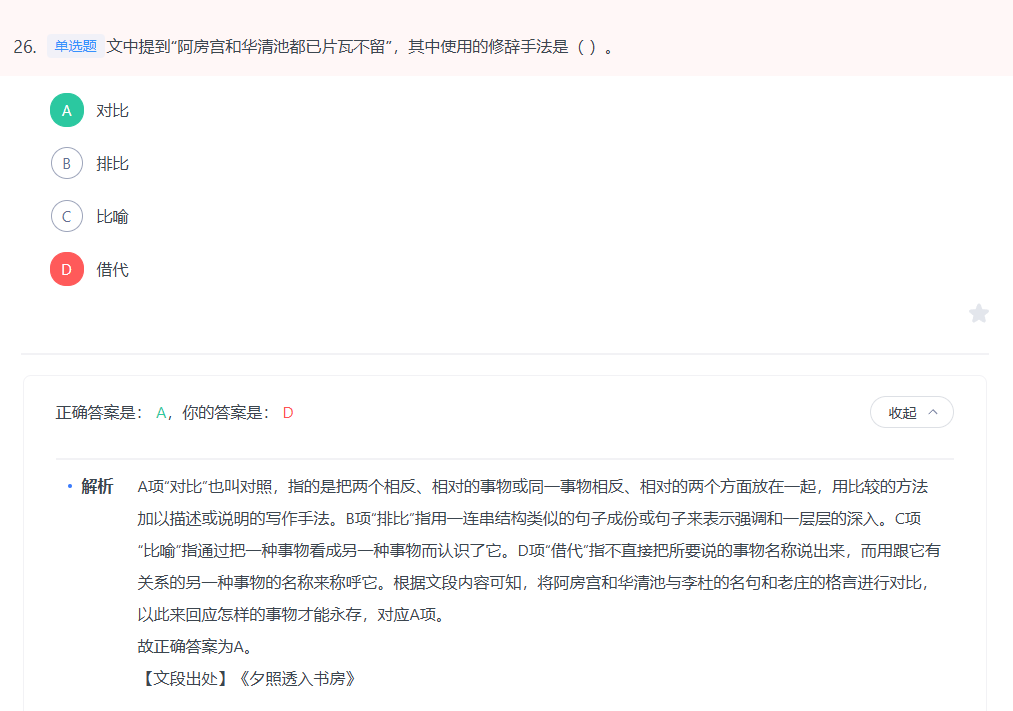 26. 单选题 文中提到“阿房宫和华清池都已片瓦不留”，其中使用的修辞手法是（ ）。
A 对比
B 排比
C 比喻
D 借代
正确答案是： A，你的答案是： D
收起
• 解析 A项“对比”也叫对照，指的是把两个相反、相对的事物或同一事物相反、相对的两个方面放在一起，用比较的方法
加以描述或说明的写作手法。B项“排比”指用一连串结构类似的句子成份或句子来表示强调和一层层的深入。C项
“比喻”指通过把一种事物看成另一种事物而认识了它。D项“借代”指不直接把所要说的事物名称说出来，而用跟它有
关系的另一种事物的名称来称呼它。根据文段内容可知，将阿房宫和华清池与李杜的名句和老庄的格言进行对比，
以此来回应怎样的事物才能永存，对应A项。
故正确答案为A。
【文段出处】《夕照透入书房》